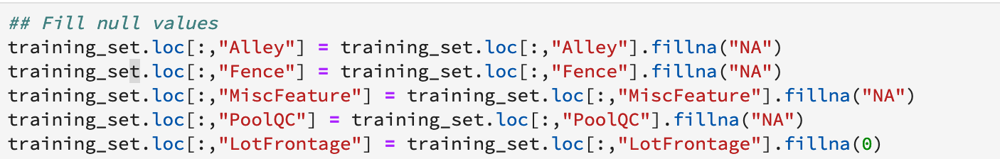 ## Fill null values
training_set.loc[:,"Alley"] = training_set.loc[:,"Alley"].fillna("NA")
training_set.loc[:,"Fence"] = training_set.loc[:,"Fence"].fillna("NA")
training_set.loc[:,"MiscFeature"] = training_set.loc[:,"MiscFeature"].fillna("NA")
training_set.loc[:,"PoolQC"] = training_set.loc[:,"PoolQC"].fillna("NA")
training_set.loc[:,"LotFrontage"] = training_set.loc[:,"LotFrontage"].fillna(0)